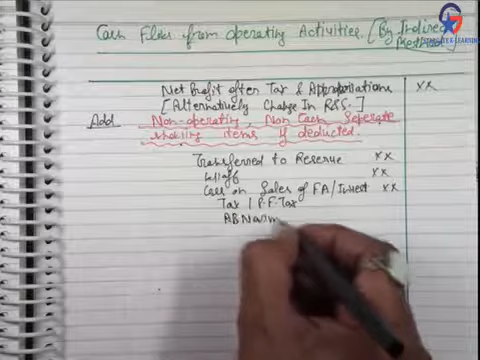 Cash Flow from operating Activities. [By Indirect Method]
Net Profit after Tax & Appropriations xx
[Alternatively Change In R&S.]
Add Non-operating, Non Cash Seperate
showing items if deducted.
Transferred to Reserve xx
W/off xx
Loss on Sales of FA/Invest xx
Tax / P.F. Tax
ABNorm